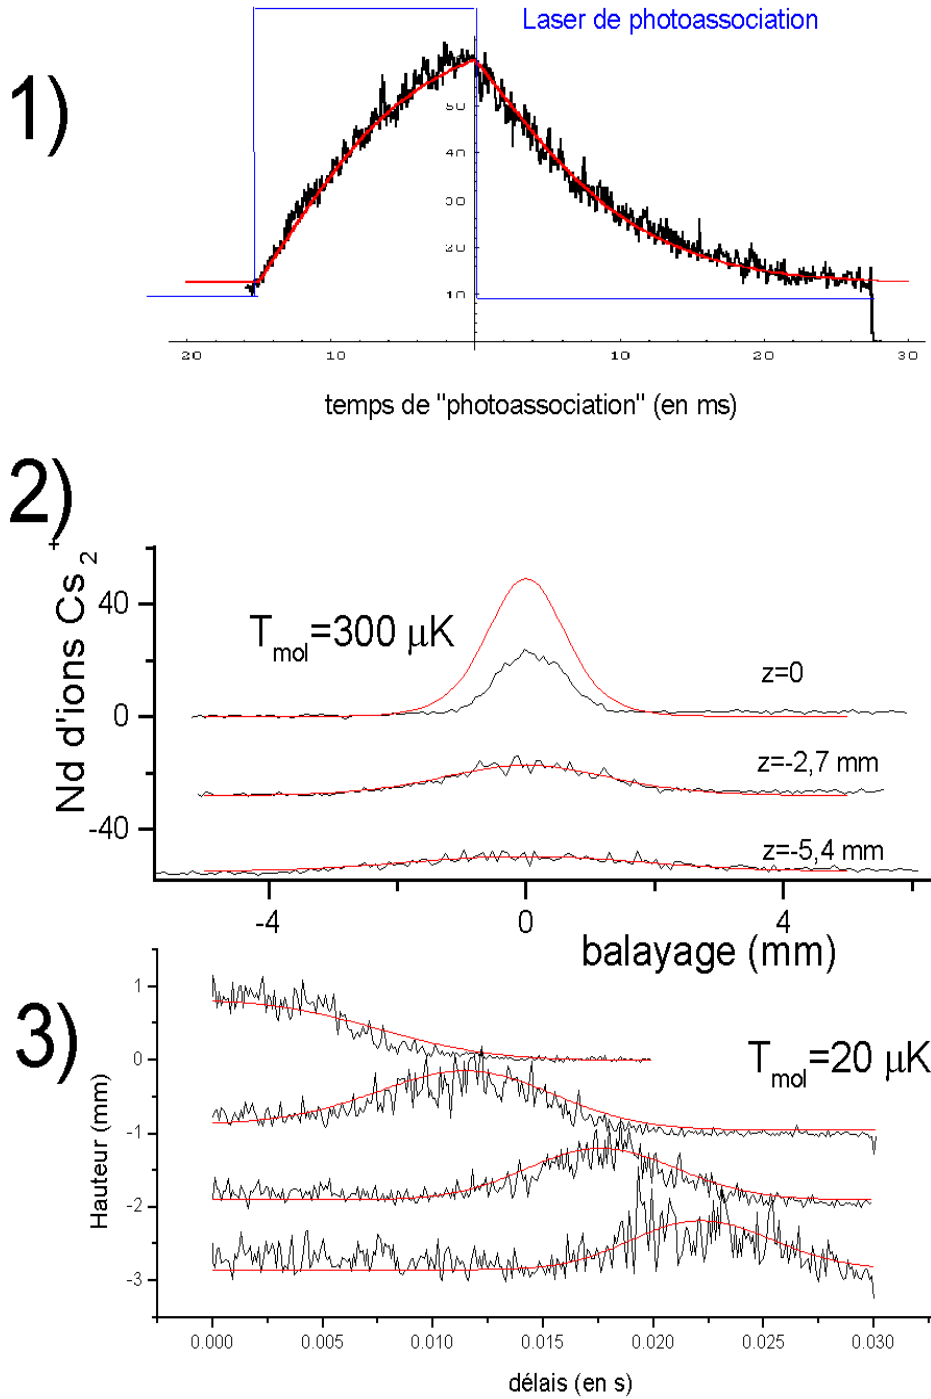 Laser de photoassociation
1)
50
40
30
20
10
20
10
10
20
30
temps de "photoassociation" (en ms)
2)
Nd d'ions Cs2+
40
0
-40
Tmol=300 μK
z=0
z=-2,7 mm
z=-5,4 mm
-4
0
4
balayage (mm)
3)
Hauteur (mm)
1
0
-1
-2
-3
Tmol=20 μK
0.000
0.005
0.010
0.015
0.020
0.025
0.030
délais (en s)